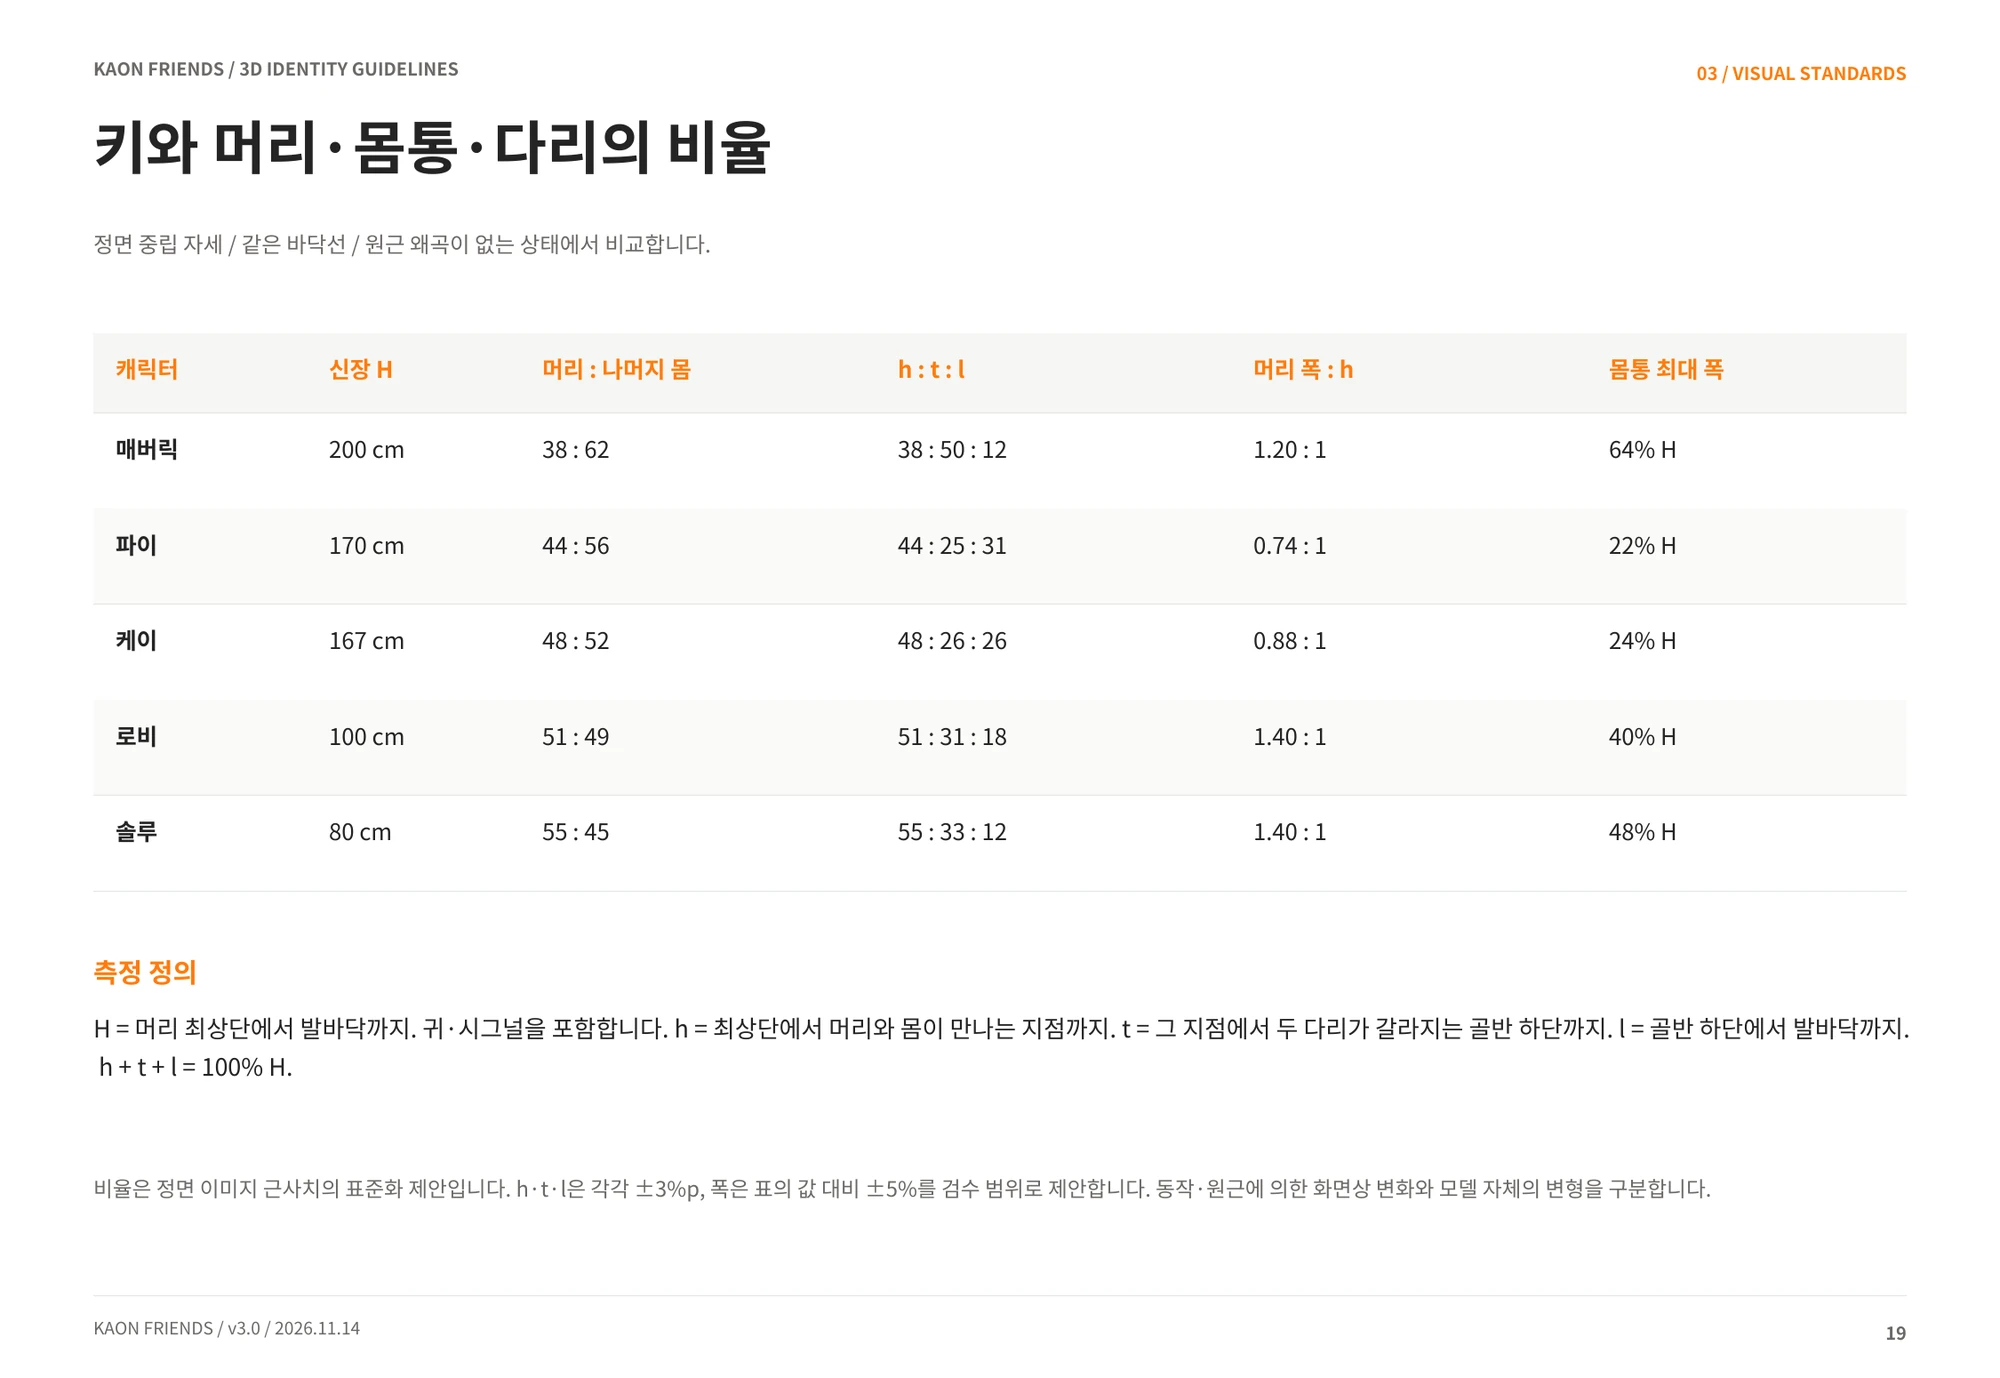 KAON FRIENDS / 3D IDENTITY GUIDELINES
03 / VISUAL STANDARDS
키와 머리·몸통·다리의 비율
정면 중립 자세 / 같은 바닥선 / 원근 왜곡이 없는 상태에서 비교합니다.
캐릭터 신장 H 머리 : 나머지 몸 h : t : l 머리 폭 : h 몸통 최대 폭
매버릭 200 cm 38 : 62 38 : 50 : 12 1.20 : 1 64% H
파이 170 cm 44 : 56 44 : 25 : 31 0.74 : 1 22% H
케이 167 cm 48 : 52 48 : 26 : 26 0.88 : 1 24% H
로비 100 cm 51 : 49 51 : 31 : 18 1.40 : 1 40% H
솔루 80 cm 55 : 45 55 : 33 : 12 1.40 : 1 48% H
측정 정의
H = 머리 최상단에서 발바닥까지. 귀·시그널을 포함합니다. h = 최상단에서 머리와 몸이 만나는 지점까지. t = 그 지점에서 두 다리가 갈라지는 골반 하단까지. l = 골반 하단에서 발바닥까지.
h + t + l = 100% H.
비율은 정면 이미지 근사치의 표준화 제안입니다. h·t·l은 각각 ±3%p, 폭은 표의 값 대비 ±5%를 검수 범위로 제안합니다. 동작·원근에 의한 화면상 변화와 모델 자체의 변형을 구분합니다.
KAON FRIENDS / v3.0 / 2026.11.14
19